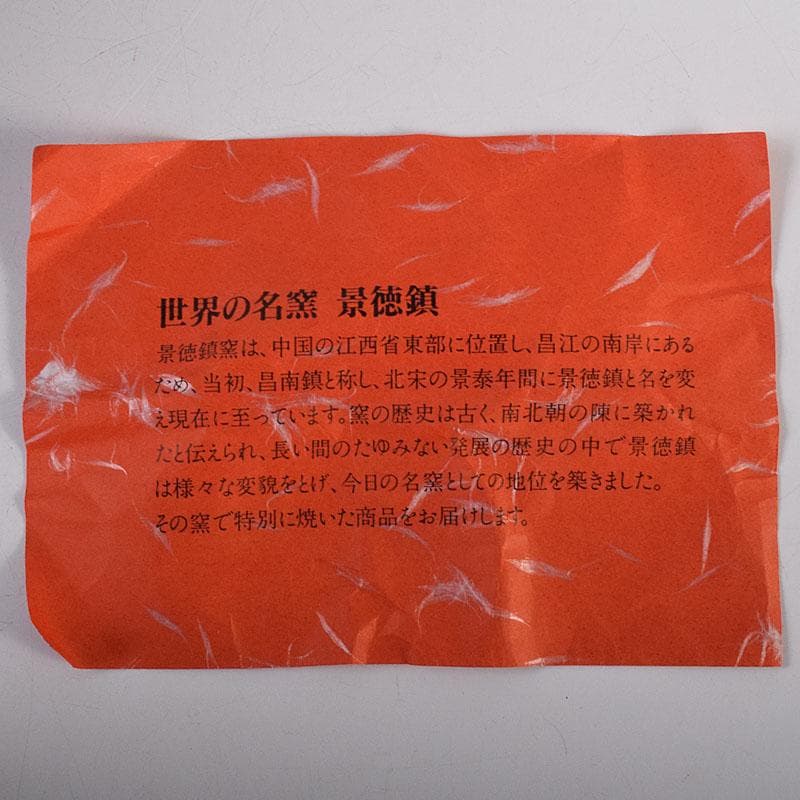 世界の名窯 景徳鎮
景徳鎮窯は、中国の江西省東部に位置し、昌江の南岸にある
ため、当初、昌南鎮と称し、北宋の景泰年間に景徳鎮と名を変
え現在に至っています。窯の歴史は古く、南北朝の陳に築かれ
たと伝えられ、長い間のたゆみない発展の歴史の中で景徳鎮
は様々な変貌をとげ、今日の名窯としての地位を築きました。
その窯で特別に焼いた商品をお届けします。